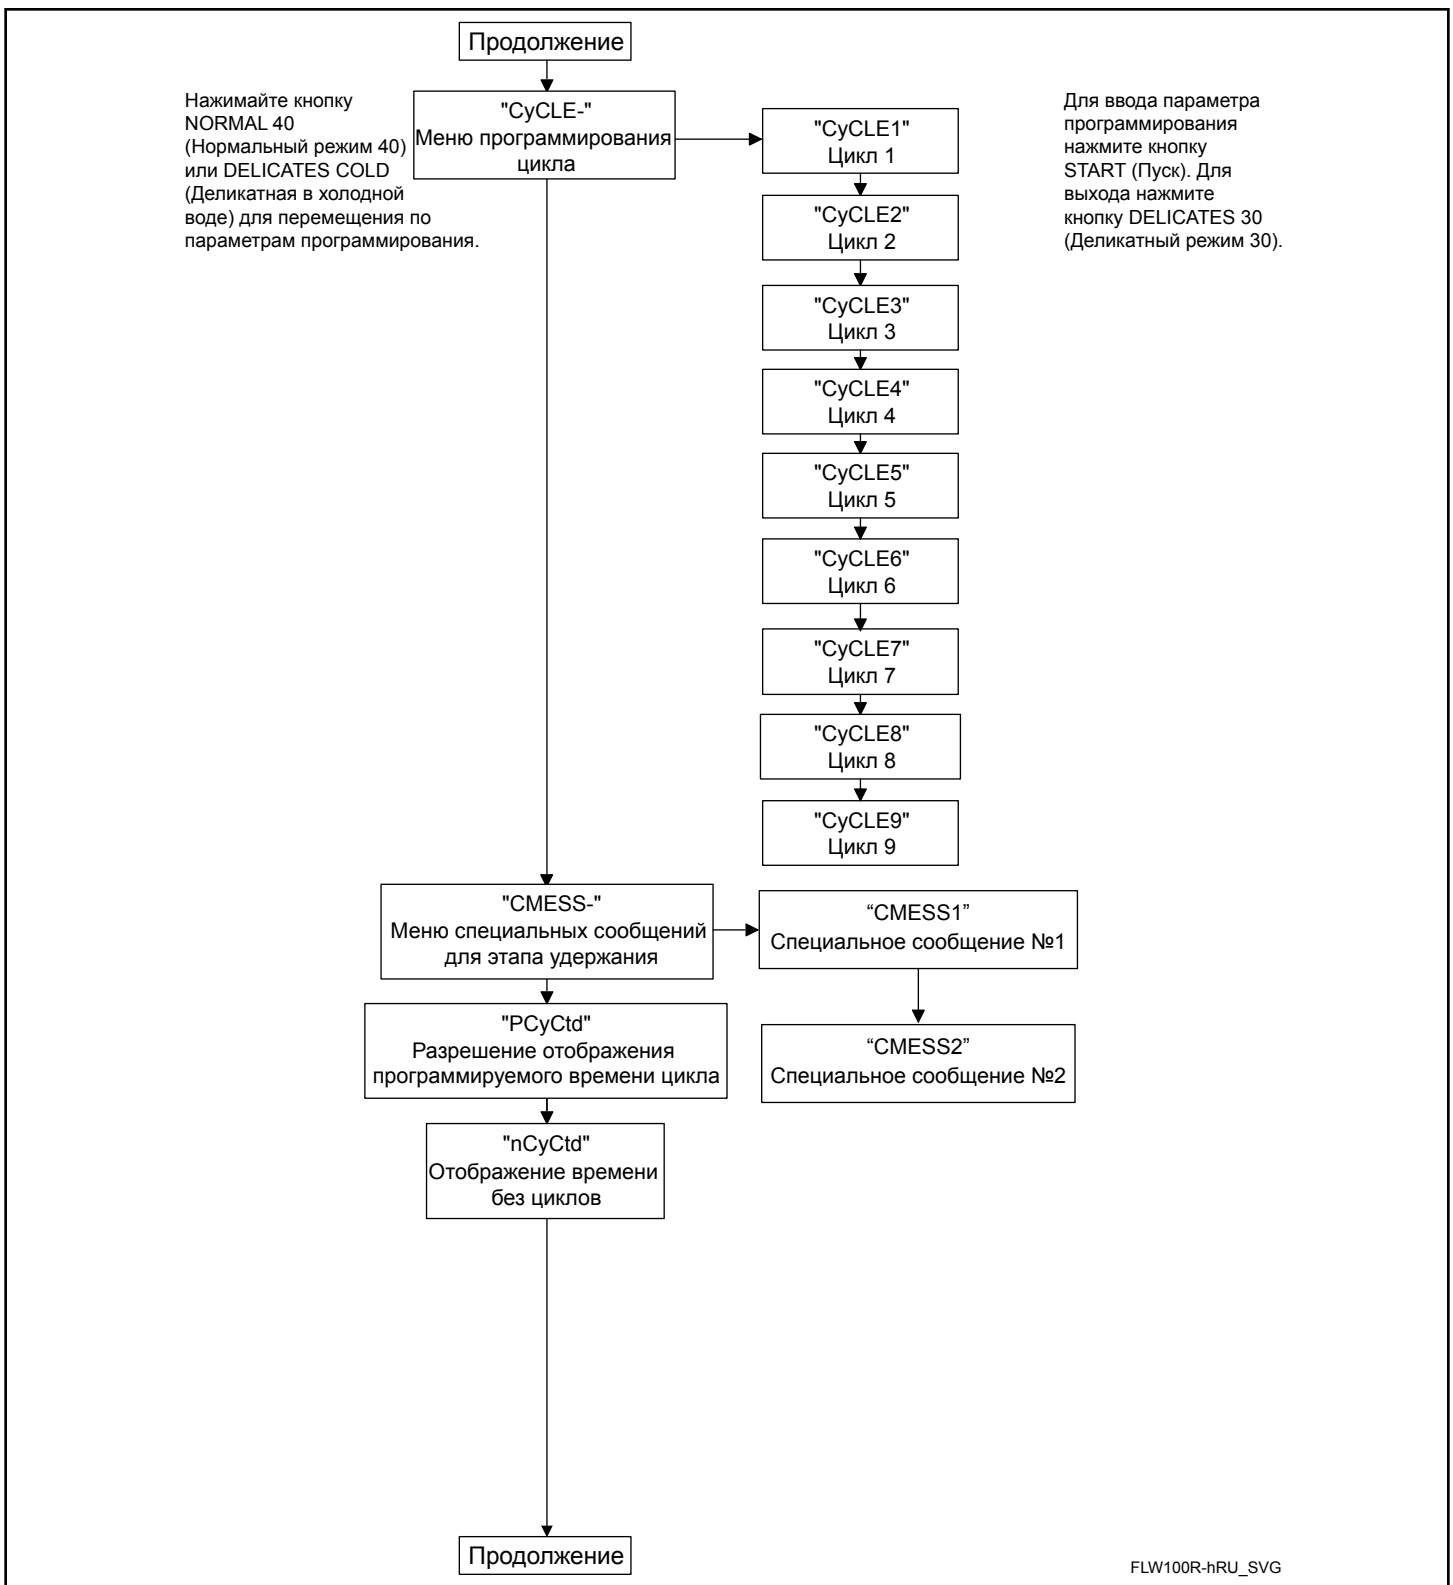 Продолжение
Нажимайте кнопку
NORMAL 40
(Нормальный режим 40)
или DELICATES COLD
(Деликатная в холодной
воде) для перемещения по
параметрам программирования.
"CyCLE-"
Меню программирования
цикла
"CyCLE1"
Цикл 1
Для ввода параметра
программирования
нажмите кнопку
START (Пуск). Для
выхода нажмите
кнопку DELICATES 30
(Деликатный режим 30).
"CyCLE2"
Цикл 2
"CyCLE3"
Цикл 3
"CyCLE4"
Цикл 4
"CyCLE5"
Цикл 5
"CyCLE6"
Цикл 6
"CyCLE7"
Цикл 7
"CyCLE8"
Цикл 8
"CyCLE9"
Цикл 9
"CMESS-"
Меню специальных сообщений
для этапа удержания
“CMESS1”
Специальное сообщение №1
"PCyCtd"
Разрешение отображения
программируемого времени цикла
“CMESS2”
Специальное сообщение №2
"nCyCtd"
Отображение времени
без циклов
Продолжение
FLW100R-hRU_SVG